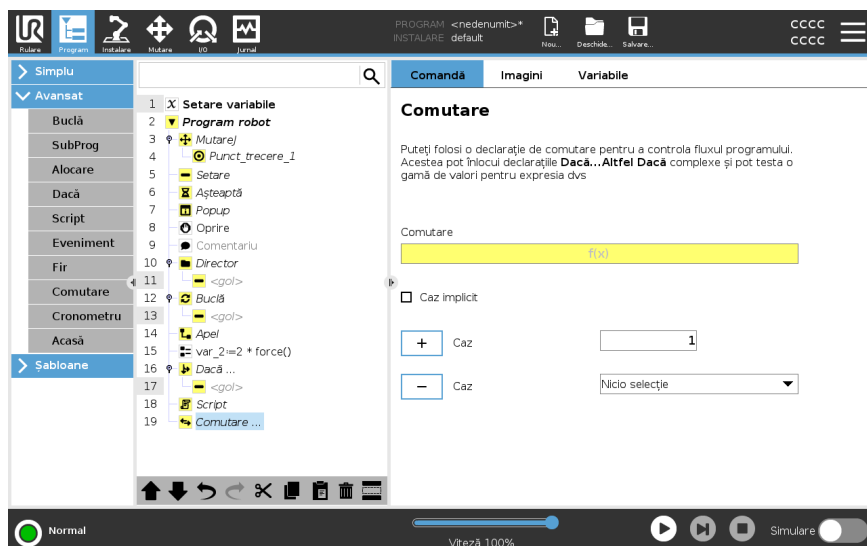 UR
Rulare
Program
Instalare
Mutare
I/O
Jurnal
PROGRAM <nedenumit>*
INSTALARE default
Nou...
Deschide...
Salvare...
CCCC
CCCC
Simplu
Avansat
Buclă
SubProg
Alocare
Dacă
Script
Eveniment
Fir
Comutare
Cronometru
Acasă
Șabloane
1 X Setare variabile
2 Program robot
3 MutareJ
4 Punct_trecere_1
5 Setare
6 Așteaptă
7 Popup
8 Oprire
9 Comentariu
10 Director
11 <gol>
12 Buclă
13 <gol>
14 Apel
15 var_2≔2 * force()
16 Dacă ...
17 <gol>
18 Script
19 Comutare ...
Comandă Imagini Variabile
Comutare
Puteți folosi o declarație de comutare pentru a controla fluxul programului.
Acestea pot înlocui declarațiile Dacă...Altfel Dacă complexe și pot testa o
gamă de valori pentru expresia dvs
Comutare
f(x)
Caz implicit
+ Caz 1
− Caz Nicio selecție
Normal
Viteză 100%
Simulare